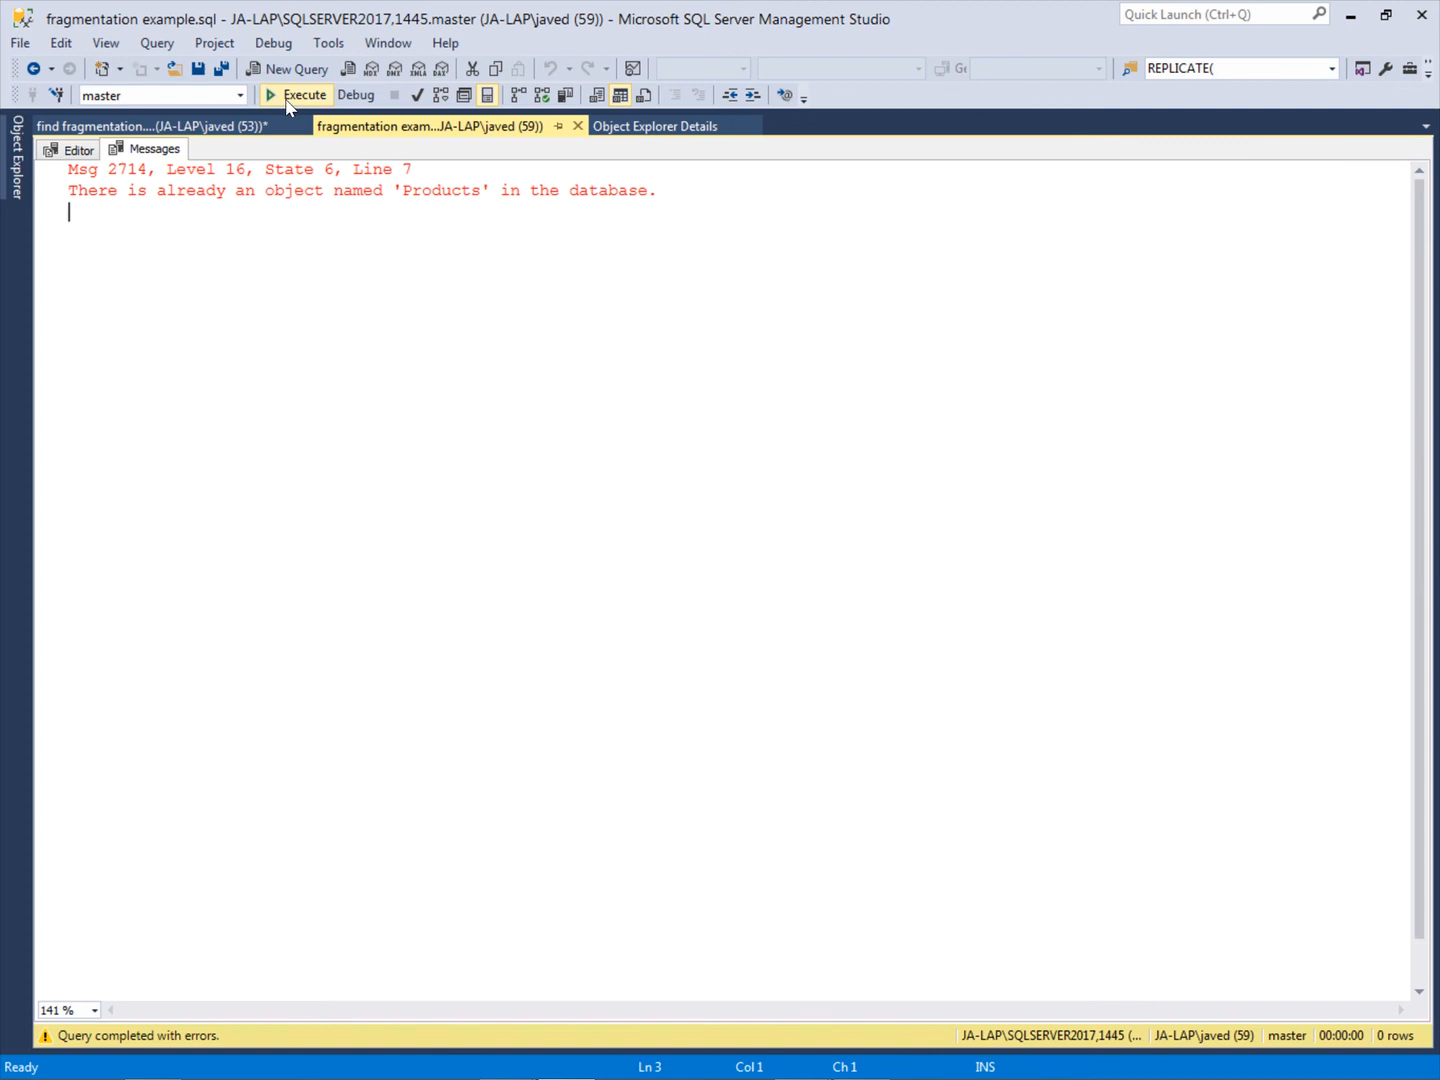 fragmentation example.sql - JA-LAP\SQLSERVER2017,1445.master (JA-LAP\javed (59)) - Microsoft SQL Server Management Studio
Quick Launch (Ctrl+Q)
File Edit View Query Project Debug Tools Window Help
New Query
REPLICATE(
master
Execute
Debug
find fragmentation....(JA-LAP\javed (53))*
fragmentation exam...JA-LAP\javed (59))
Object Explorer Details
Object Explorer
Editor
Messages
Msg 2714, Level 16, State 6, Line 7
There is already an object named 'Products' in the database.
141 %
Query completed with errors.
JA-LAP\SQLSERVER2017,1445 (...
JA-LAP\javed (59)
master
00:00:00
0 rows
Ready
Ln 3
Col 1
Ch 1
INS